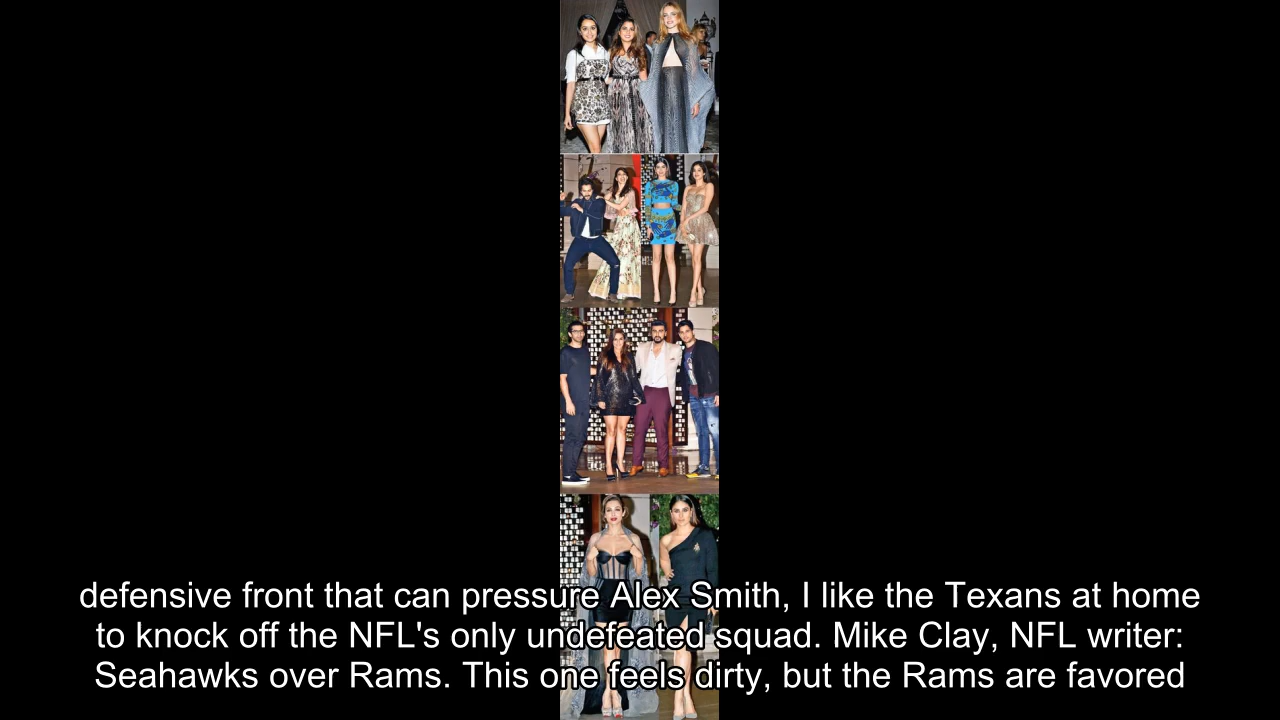 defensive front that can pressure Alex Smith, I like the Texans at home
to knock off the NFL's only undefeated squad. Mike Clay, NFL writer:
Seahawks over Rams. This one feels dirty, but the Rams are favored